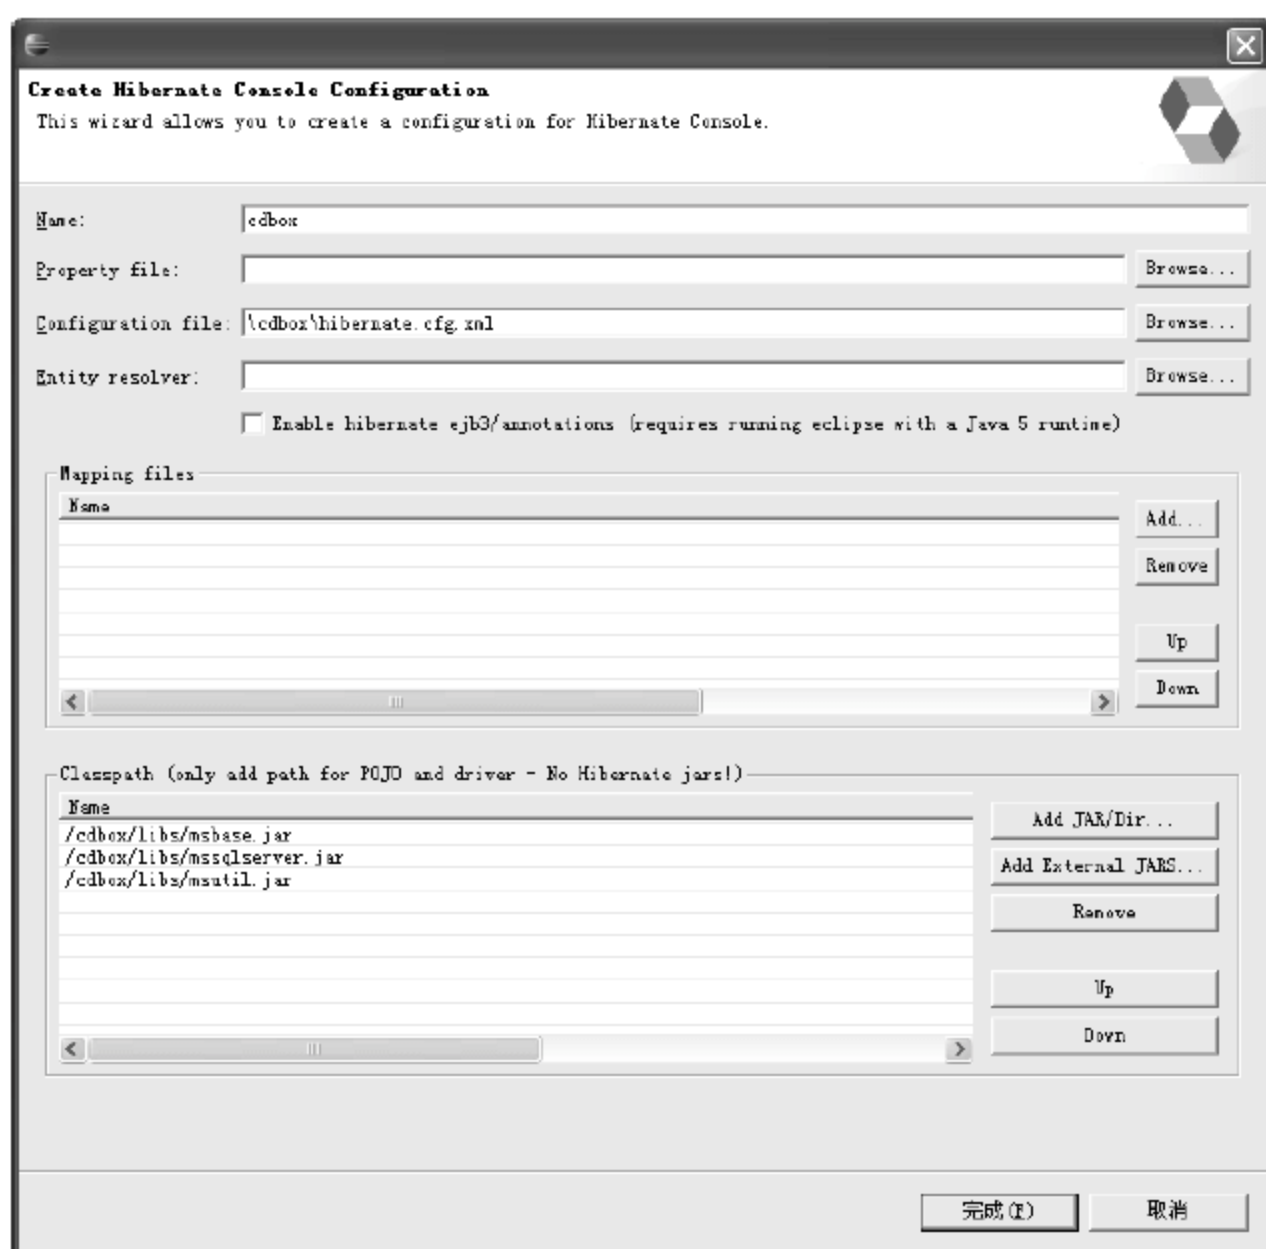 Create Hibernate Console Configuration
This wizard allows you to create a configuration for Hibernate Console.
Name: cdbox
Property file: Browse...
Configuration file: \cdbox\hibernate.cfg.xml Browse...
Entity resolver: Browse...
Enable hibernate ejb3/annotations (requires running eclipse with a Java 5 runtime)
Mapping files
Name
Add...
Remove
Up
Down
Classpath (only add path for POJO and driver - No Hibernate jars!)
Name
/cdbox/libs/msbase.jar
/cdbox/libs/mssqlserver.jar
/cdbox/libs/msutil.jar
Add JAR/Dir...
Add External JARS...
Remove
Up
Down
完成(F) 取消